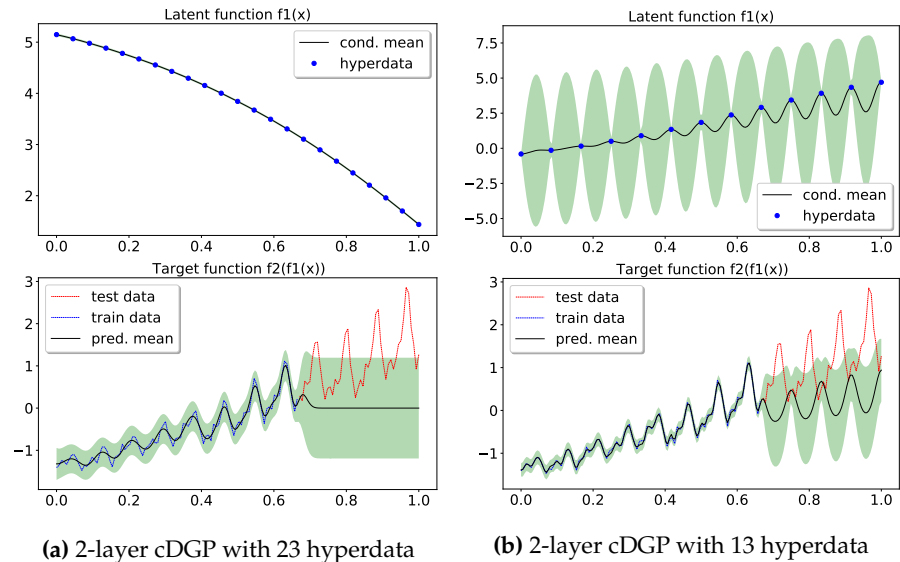 Latent function f1(x)
5
4
3
2
cond. mean
hyperdata
0.0 0.2 0.4 0.6 0.8 1.0
Target function f2(f1(x))
3
2
1
0
−1
test data
train data
pred. mean
0.0 0.2 0.4 0.6 0.8 1.0
(a) 2-layer cDGP with 23 hyperdata
Latent function f1(x)
7.5
5.0
2.5
0.0
−2.5
−5.0
cond. mean
hyperdata
0.0 0.2 0.4 0.6 0.8 1.0
Target function f2(f1(x))
3
2
1
0
−1
test data
train data
pred. mean
0.0 0.2 0.4 0.6 0.8 1.0
(b) 2-layer cDGP with 13 hyperdata